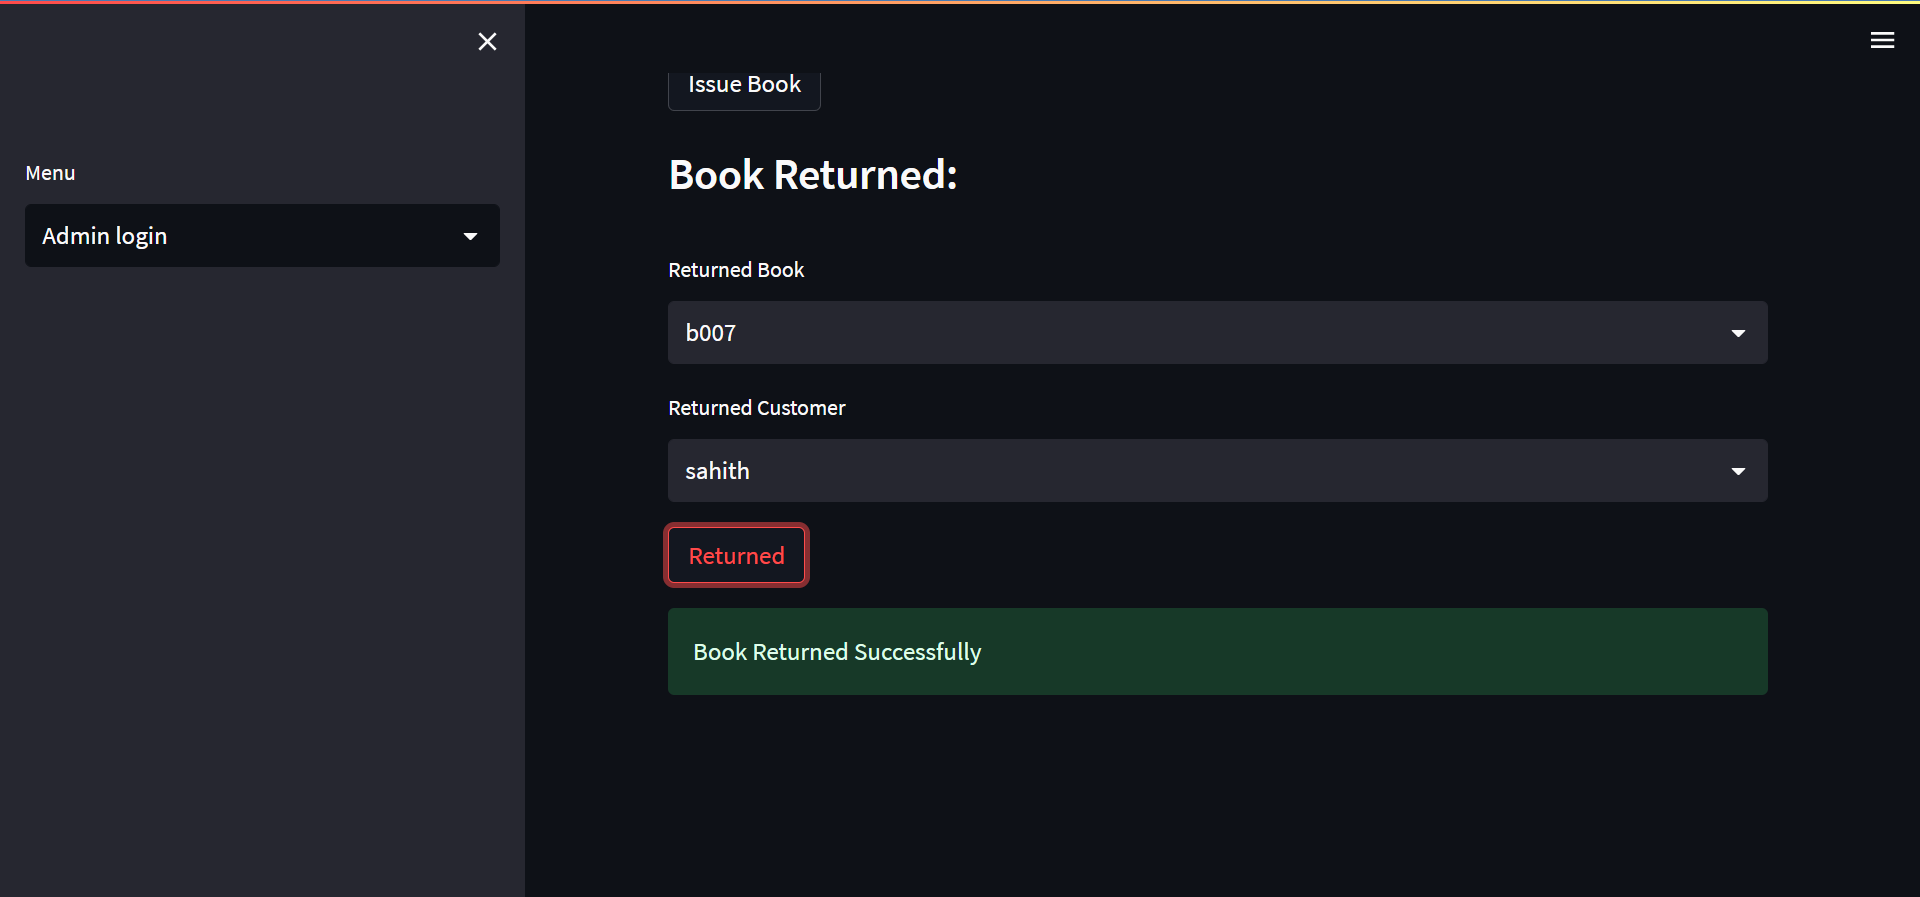 Menu
Admin login
Issue Book
Book Returned:
Returned Book
b007
Returned Customer
sahith
Returned
Book Returned Successfully